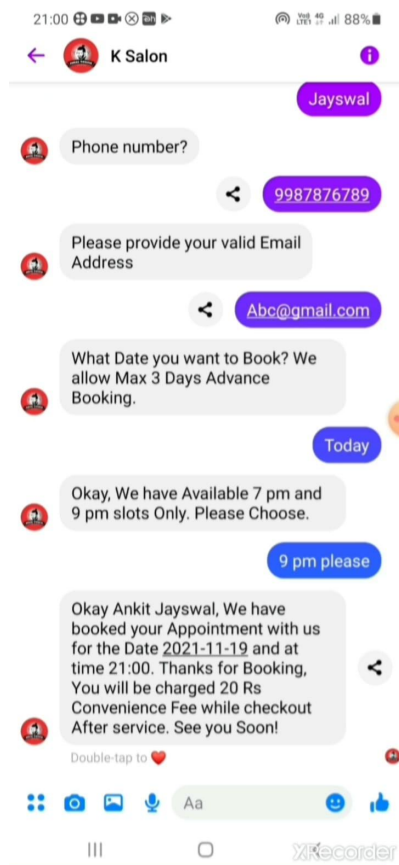 21:00
Vo) 4G
LTE1
88%
K Salon
Jayswal
Phone number?
9987876789
Please provide your valid Email
Address
Abc@gmail.com
What Date you want to Book? We
allow Max 3 Days Advance
Booking.
Today
Okay, We have Available 7 pm and
9 pm slots Only. Please Choose.
9 pm please
Okay Ankit Jayswal, We have
booked your Appointment with us
for the Date 2021-11-19 and at
time 21:00. Thanks for Booking,
You will be charged 20 Rs
Convenience Fee while checkout
After service. See you Soon!
Double-tap to
Aa
XRecorder